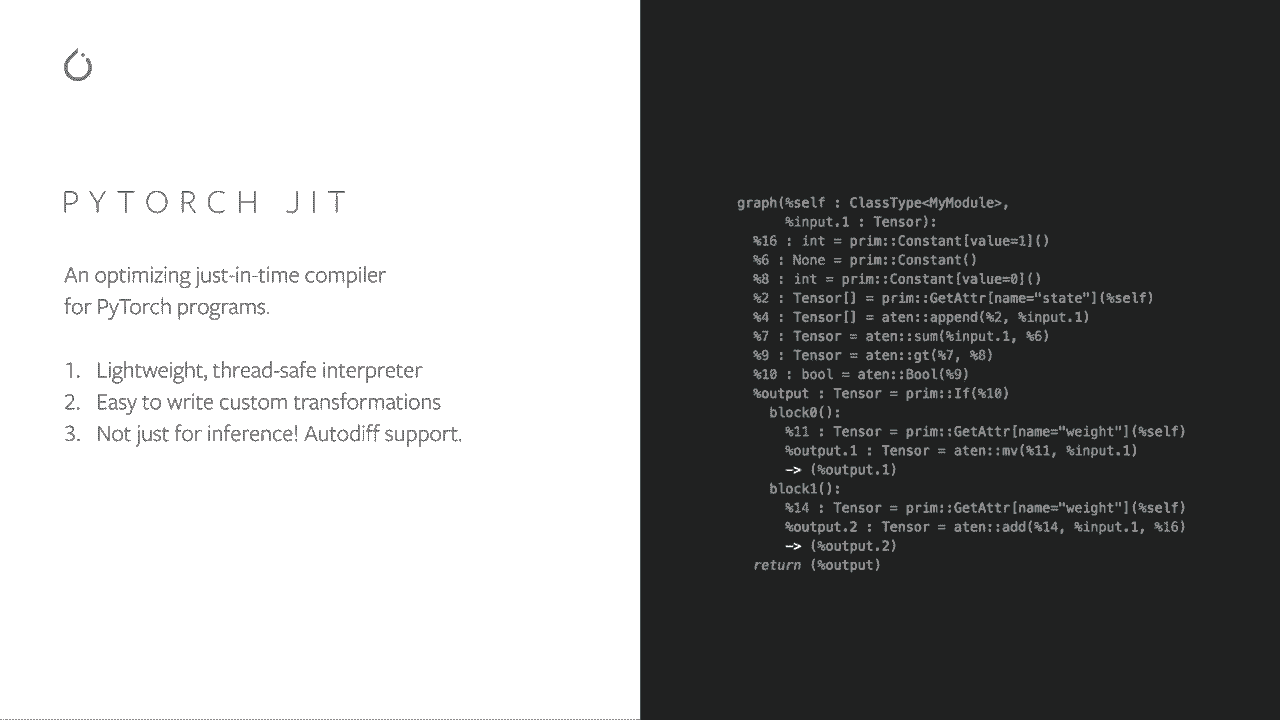 PYTORCH JIT
An optimizing just-in-time compiler
for PyTorch programs.
1. Lightweight, thread-safe interpreter
2. Easy to write custom transformations
3. Not just for inference! Autodiff support.
graph(%self : ClassType<MyModule>,
      %input.1 : Tensor):
  %16 : int = prim::Constant[value=1]()
  %6 : None = prim::Constant()
  %8 : int = prim::Constant[value=0]()
  %2 : Tensor[] = prim::GetAttr[name="state"](%self)
  %4 : Tensor[] = aten::append(%2, %input.1)
  %7 : Tensor = aten::sum(%input.1, %6)
  %9 : Tensor = aten::gt(%7, %8)
  %10 : bool = aten::Bool(%9)
  %output : Tensor = prim::If(%10)
    block0():
      %11 : Tensor = prim::GetAttr[name="weight"](%self)
      %output.1 : Tensor = aten::mv(%11, %input.1)
      -> (%output.1)
    block1():
      %14 : Tensor = prim::GetAttr[name="weight"](%self)
      %output.2 : Tensor = aten::add(%14, %input.1, %16)
      -> (%output.2)
  return (%output)